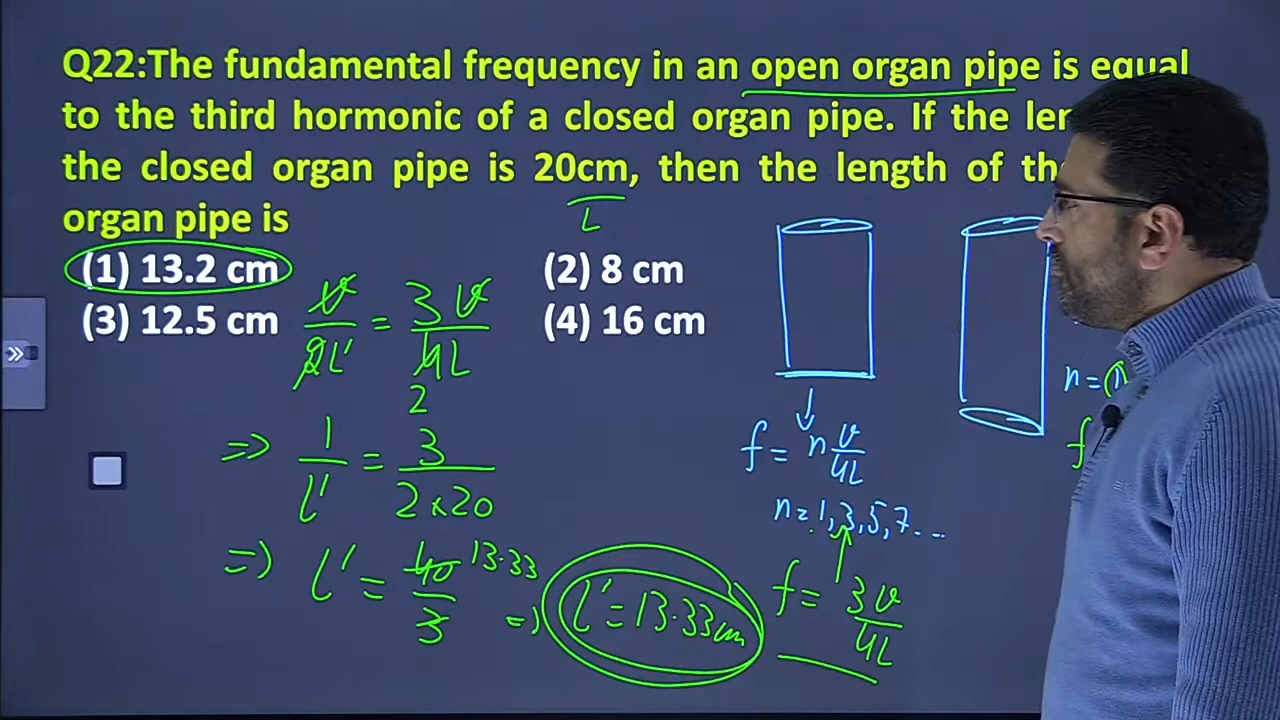 Q22:The fundamental frequency in an open organ pipe is equal
to the third hormonic of a closed organ pipe. If the
the closed organ pipe is 20cm, then the length of
organ pipe is
L
(1) 13.2 cm
(2) 8 cm
(3) 12.5 cm
(4) 16 cm
v/2L' = 3v/4L
2
=> 1/L' = 3/2×20
=> L' = 40/3 13.33
=> L' = 13.33cm
f = n v/4L
n = 1, 3, 5, 7...
f = 3v/4L
n =
f